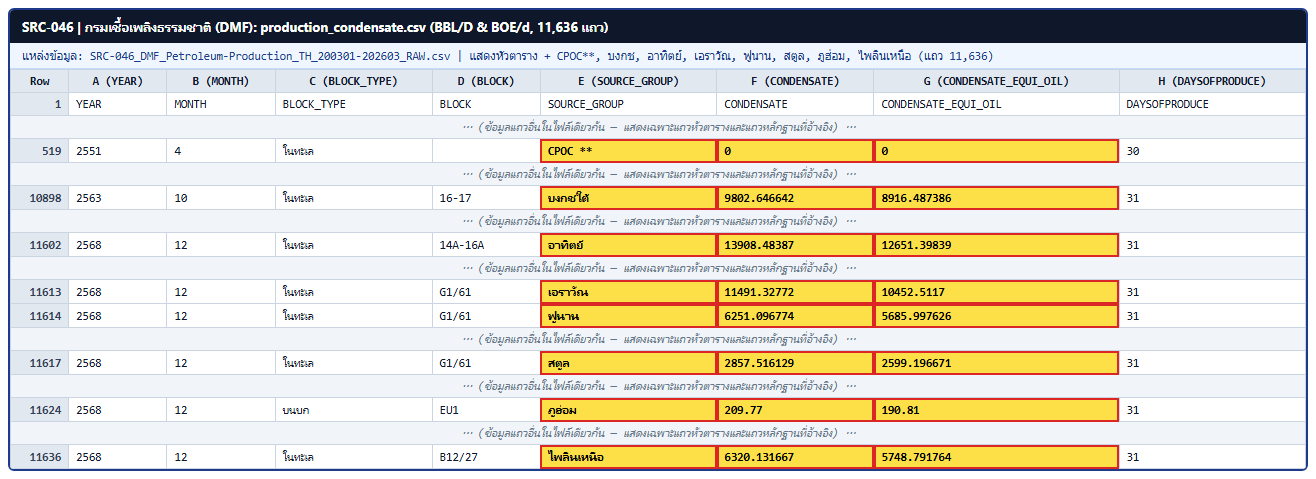 SRC-046 | กรมเชื้อเพลิงธรรมชาติ (DMF): production_condensate.csv (BBL/D & BOE/d, 11,636 แถว)
แหล่งข้อมูล: SRC-046_DMF_Petroleum-Production_TH_200301-202603_RAW.csv | แสดงหัวตาราง + CPOC**, บงกช, อาทิตย์, เอราวัณ, ฟูนาน, สตูล, ภูฮ่อม, ไพลินเหนือ (แถว 11,636)
Row A (YEAR) B (MONTH) C (BLOCK_TYPE) D (BLOCK) E (SOURCE_GROUP) F (CONDENSATE) G (CONDENSATE_EQUI_OIL) H (DAYSOFPRODUCE)
1 YEAR MONTH BLOCK_TYPE BLOCK SOURCE_GROUP CONDENSATE CONDENSATE_EQUI_OIL DAYSOFPRODUCE
··· (ข้อมูลแถวอื่นในไฟล์เดียวกัน — แสดงเฉพาะแถวหัวตารางและแถวหลักฐานที่อ้างอิง) ···
519 2551 4 ในทะเล CPOC ** 0 0 30
··· (ข้อมูลแถวอื่นในไฟล์เดียวกัน — แสดงเฉพาะแถวหัวตารางและแถวหลักฐานที่อ้างอิง) ···
10898 2563 10 ในทะเล 16-17 บงกชใต้ 9802.646642 8916.487386 31
··· (ข้อมูลแถวอื่นในไฟล์เดียวกัน — แสดงเฉพาะแถวหัวตารางและแถวหลักฐานที่อ้างอิง) ···
11602 2568 12 ในทะเล 14A-16A อาทิตย์ 13908.48387 12651.39839 31
··· (ข้อมูลแถวอื่นในไฟล์เดียวกัน — แสดงเฉพาะแถวหัวตารางและแถวหลักฐานที่อ้างอิง) ···
11613 2568 12 ในทะเล G1/61 เอราวัณ 11491.32772 10452.5117 31
11614 2568 12 ในทะเล G1/61 ฟูนาน 6251.096774 5685.997626 31
··· (ข้อมูลแถวอื่นในไฟล์เดียวกัน — แสดงเฉพาะแถวหัวตารางและแถวหลักฐานที่อ้างอิง) ···
11617 2568 12 ในทะเล G1/61 สตูล 2857.516129 2599.196671 31
··· (ข้อมูลแถวอื่นในไฟล์เดียวกัน — แสดงเฉพาะแถวหัวตารางและแถวหลักฐานที่อ้างอิง) ···
11624 2568 12 บนบก EU1 ภูฮ่อม 209.77 190.81 31
··· (ข้อมูลแถวอื่นในไฟล์เดียวกัน — แสดงเฉพาะแถวหัวตารางและแถวหลักฐานที่อ้างอิง) ···
11636 2568 12 ในทะเล B12/27 ไพลินเหนือ 6320.131667 5748.791764 31